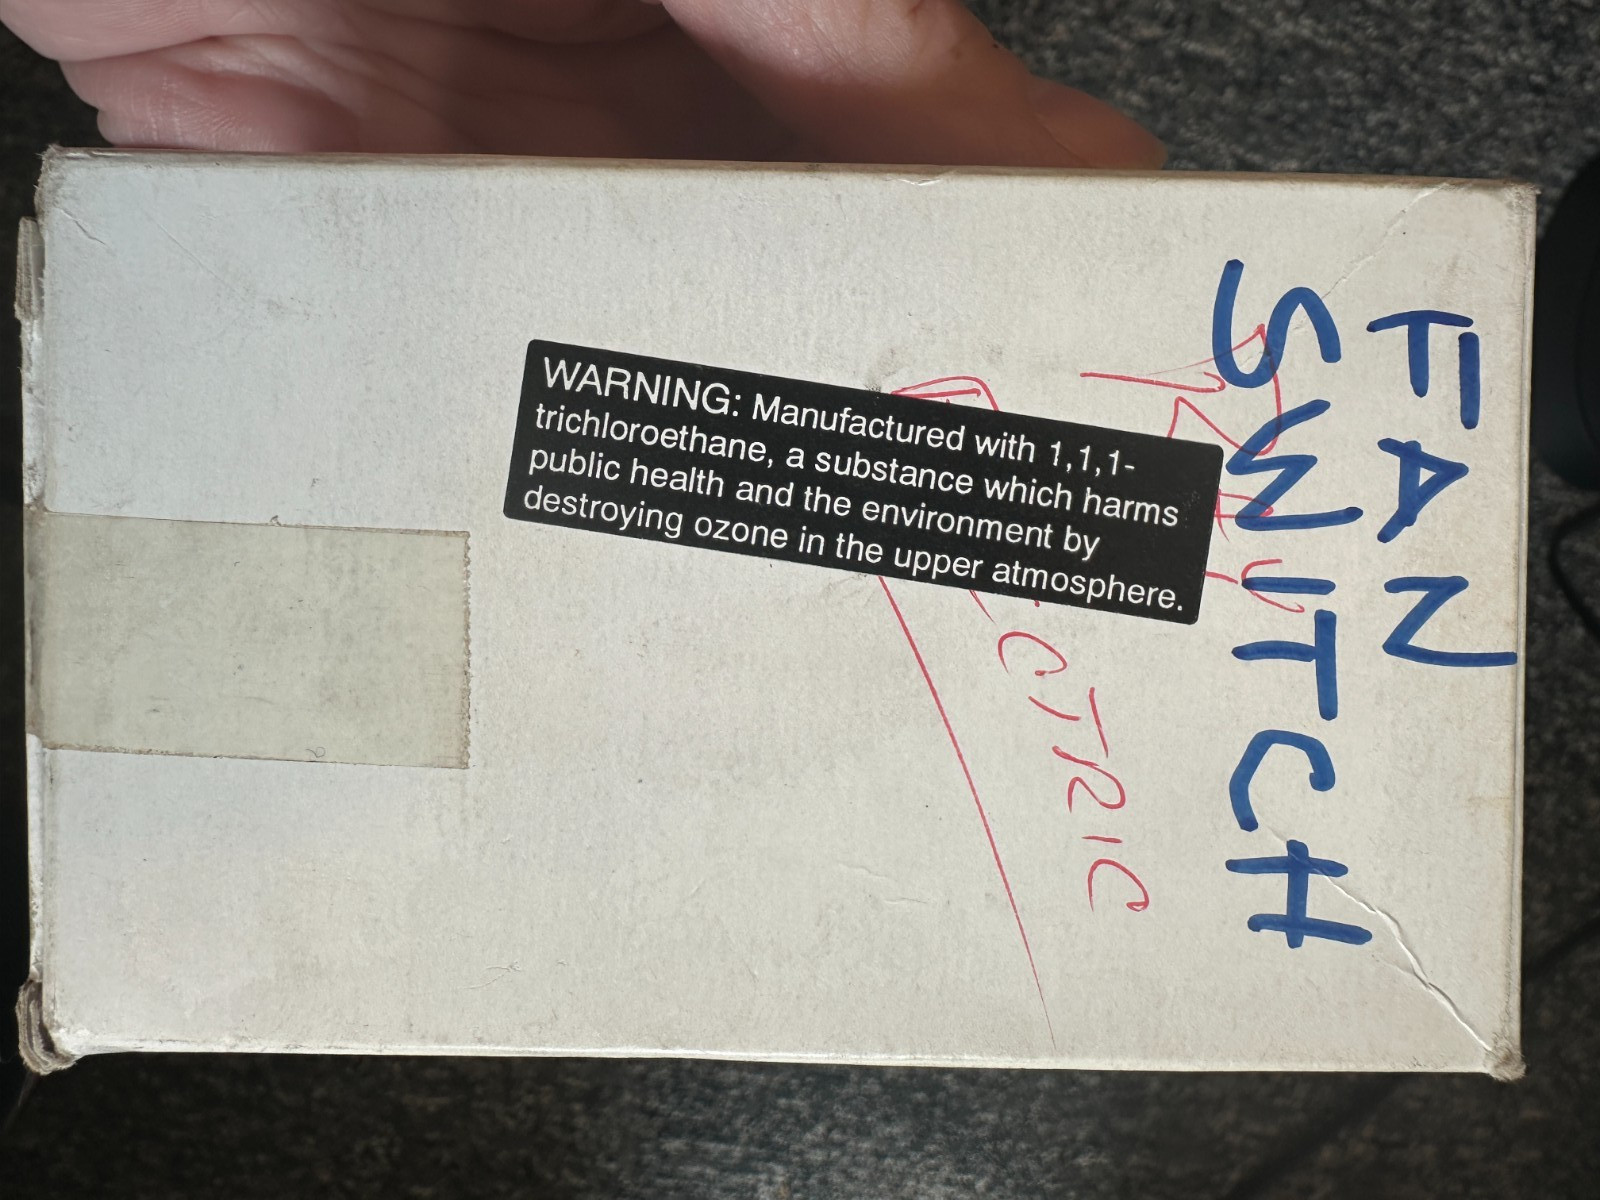 WARNING: Manufactured with 1,1,1-
trichloroethane, a substance which harms
public health and the environment by
destroying ozone in the upper atmosphere.
FAN
SWITCH
CTRIC